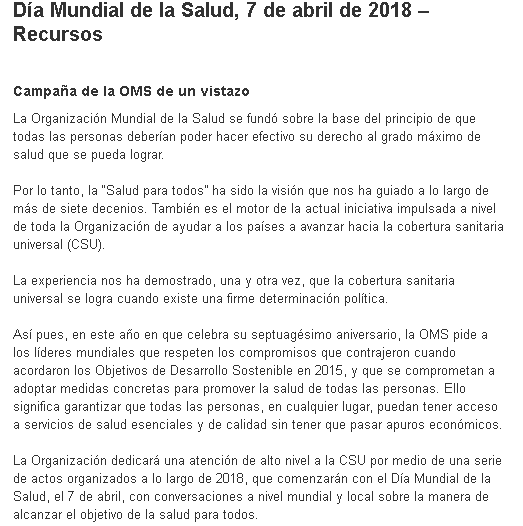 Día Mundial de la Salud, 7 de abril de 2018 –
Recursos
Campaña de la OMS de un vistazo
La Organización Mundial de la Salud se fundó sobre la base del principio de que
todas las personas deberían poder hacer efectivo su derecho al grado máximo de
salud que se pueda lograr.
Por lo tanto, la "Salud para todos" ha sido la visión que nos ha guiado a lo largo de
más de siete decenios. También es el motor de la actual iniciativa impulsada a nivel
de toda la Organización de ayudar a los países a avanzar hacia la cobertura sanitaria
universal (CSU).
La experiencia nos ha demostrado, una y otra vez, que la cobertura sanitaria
universal se logra cuando existe una firme determinación política.
Así pues, en este año en que celebra su septuagésimo aniversario, la OMS pide a
los líderes mundiales que respeten los compromisos que contrajeron cuando
acordaron los Objetivos de Desarrollo Sostenible en 2015, y que se comprometan a
adoptar medidas concretas para promover la salud de todas las personas. Ello
significa garantizar que todas las personas, en cualquier lugar, puedan tener acceso
a servicios de salud esenciales y de calidad sin tener que pasar apuros económicos.
La Organización dedicará una atención de alto nivel a la CSU por medio de una serie
de actos organizados a lo largo de 2018, que comenzarán con el Día Mundial de la
Salud, el 7 de abril, con conversaciones a nivel mundial y local sobre la manera de
alcanzar el objetivo de la salud para todos.